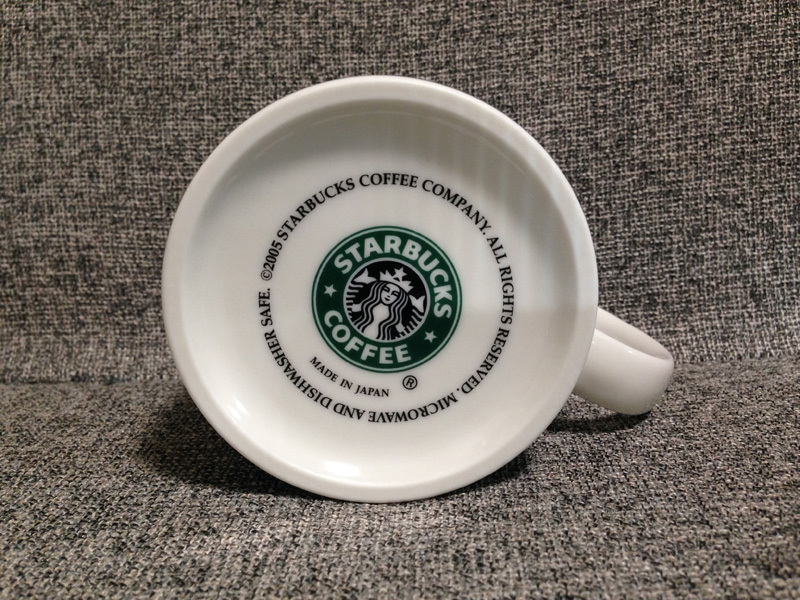 ©2005 STARBUCKS COFFEE COMPANY. ALL RIGHTS RESERVED. MICROWAVE AND DISHWASHER SAFE.
STARBUCKS
COFFEE
MADE IN JAPAN
®